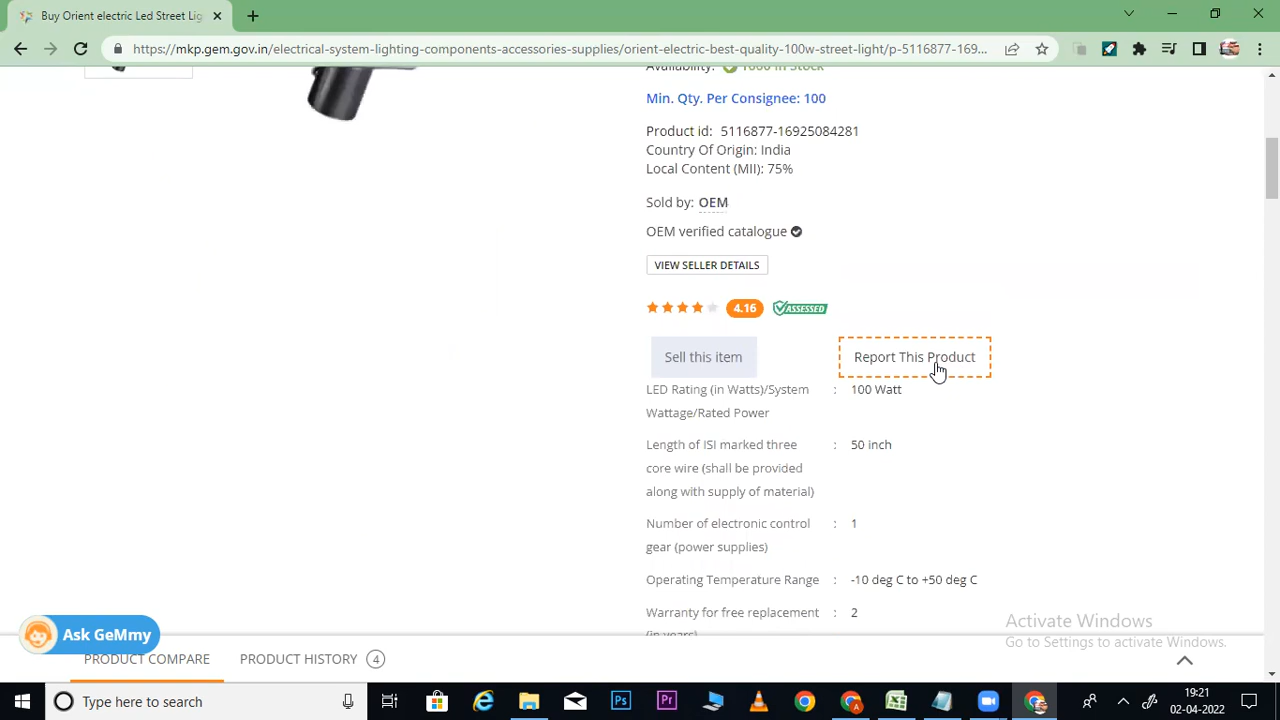 Buy Orient electric Led Street Lig
https://mkp.gem.gov.in/electrical-system-lighting-components-accessories-supplies/orient-electric-best-quality-100w-street-light/p-5116877-169...
Availability: 1000 In Stock
Min. Qty. Per Consignee: 100
Product id: 5116877-16925084281
Country Of Origin: India
Local Content (MII): 75%
Sold by: OEM
OEM verified catalogue
VIEW SELLER DETAILS
4.16 ASSESSED
Sell this item Report This Product
LED Rating (in Watts)/System : 100 Watt
Wattage/Rated Power
Length of ISI marked three : 50 inch
core wire (shall be provided
along with supply of material)
Number of electronic control : 1
gear (power supplies)
Operating Temperature Range : -10 deg C to +50 deg C
Warranty for free replacement : 2
(in years)
Activate Windows
Go to Settings to activate Windows.
Ask GeMmy
PRODUCT COMPARE PRODUCT HISTORY 4
Type here to search
19:21
02-04-2022